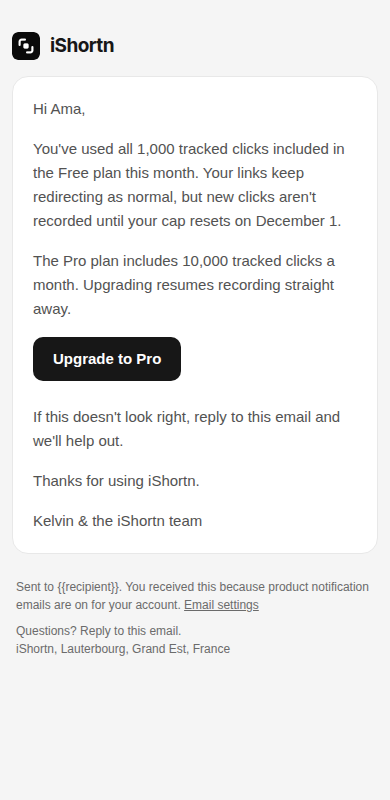 iShortn
Hi Ama,
You've used all 1,000 tracked clicks included in
the Free plan this month. Your links keep
redirecting as normal, but new clicks aren't
recorded until your cap resets on December 1.
The Pro plan includes 10,000 tracked clicks a
month. Upgrading resumes recording straight
away.
Upgrade to Pro
If this doesn't look right, reply to this email and
we'll help out.
Thanks for using iShortn.
Kelvin & the iShortn team
Sent to {{recipient}}. You received this because product notification
emails are on for your account. Email settings
Questions? Reply to this email.
iShortn, Lauterbourg, Grand Est, France